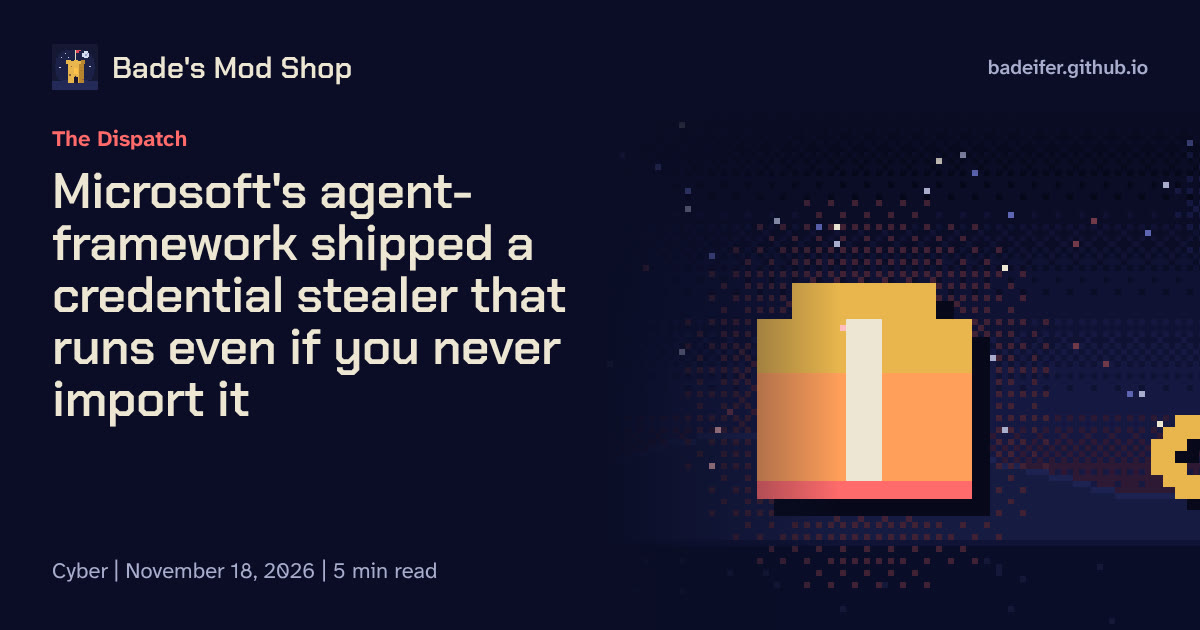 Bade's Mod Shop
badeifer.github.io
The Dispatch
Microsoft's agent-
framework shipped a
credential stealer that
runs even if you never
import it
Cyber | November 18, 2026 | 5 min read